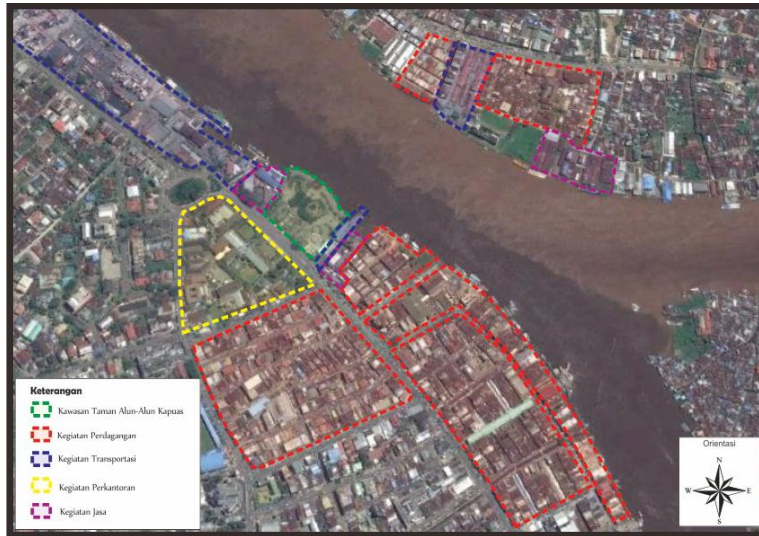 Keterangan
Kawasan Taman Alun-Alun Kapuas
Kegiatan Perdagangan
Kegiatan Transportasi
Kegiatan Perkantoran
Kegiatan Jasa
Orientasi
N
W
E
S